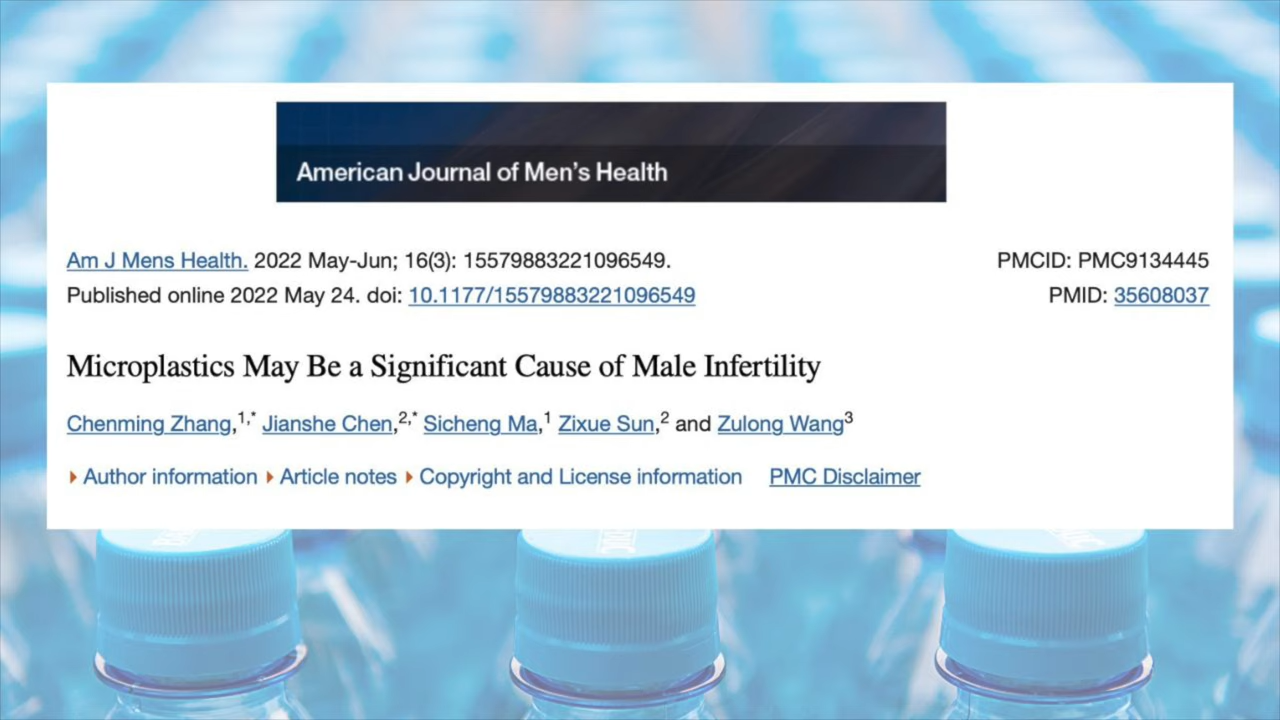 American Journal of Men's Health
Am J Mens Health. 2022 May-Jun; 16(3): 15579883221096549.
PMCID: PMC9134445
Published online 2022 May 24. doi: 10.1177/15579883221096549
PMID: 35608037
Microplastics May Be a Significant Cause of Male Infertility
Chenming Zhang,1,* Jianshe Chen,2,* Sicheng Ma,1 Zixue Sun,2 and Zulong Wang3
Author information Article notes Copyright and License information PMC Disclaimer